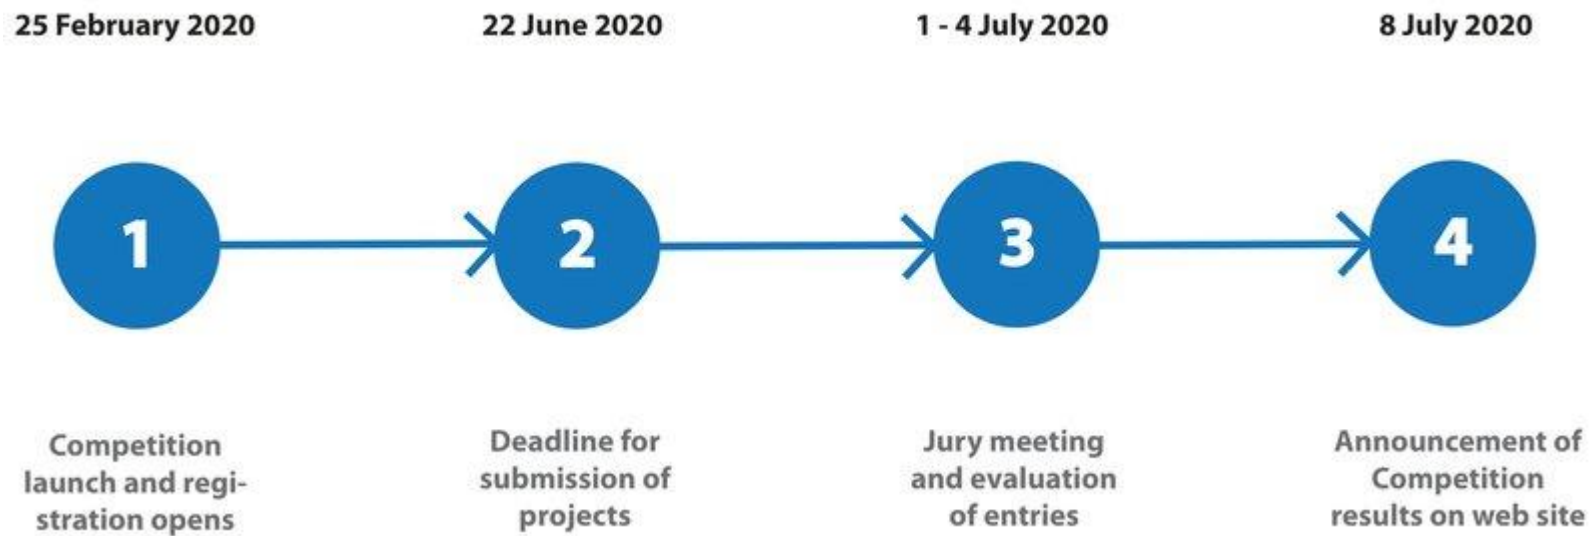 25 February 2020
22 June 2020
1 - 4 July 2020
8 July 2020
1
2
3
4
Competition
launch and regi-
stration opens
Deadline for
submission of
projects
Jury meeting
and evaluation
of entries
Announcement of
Competition
results on web site